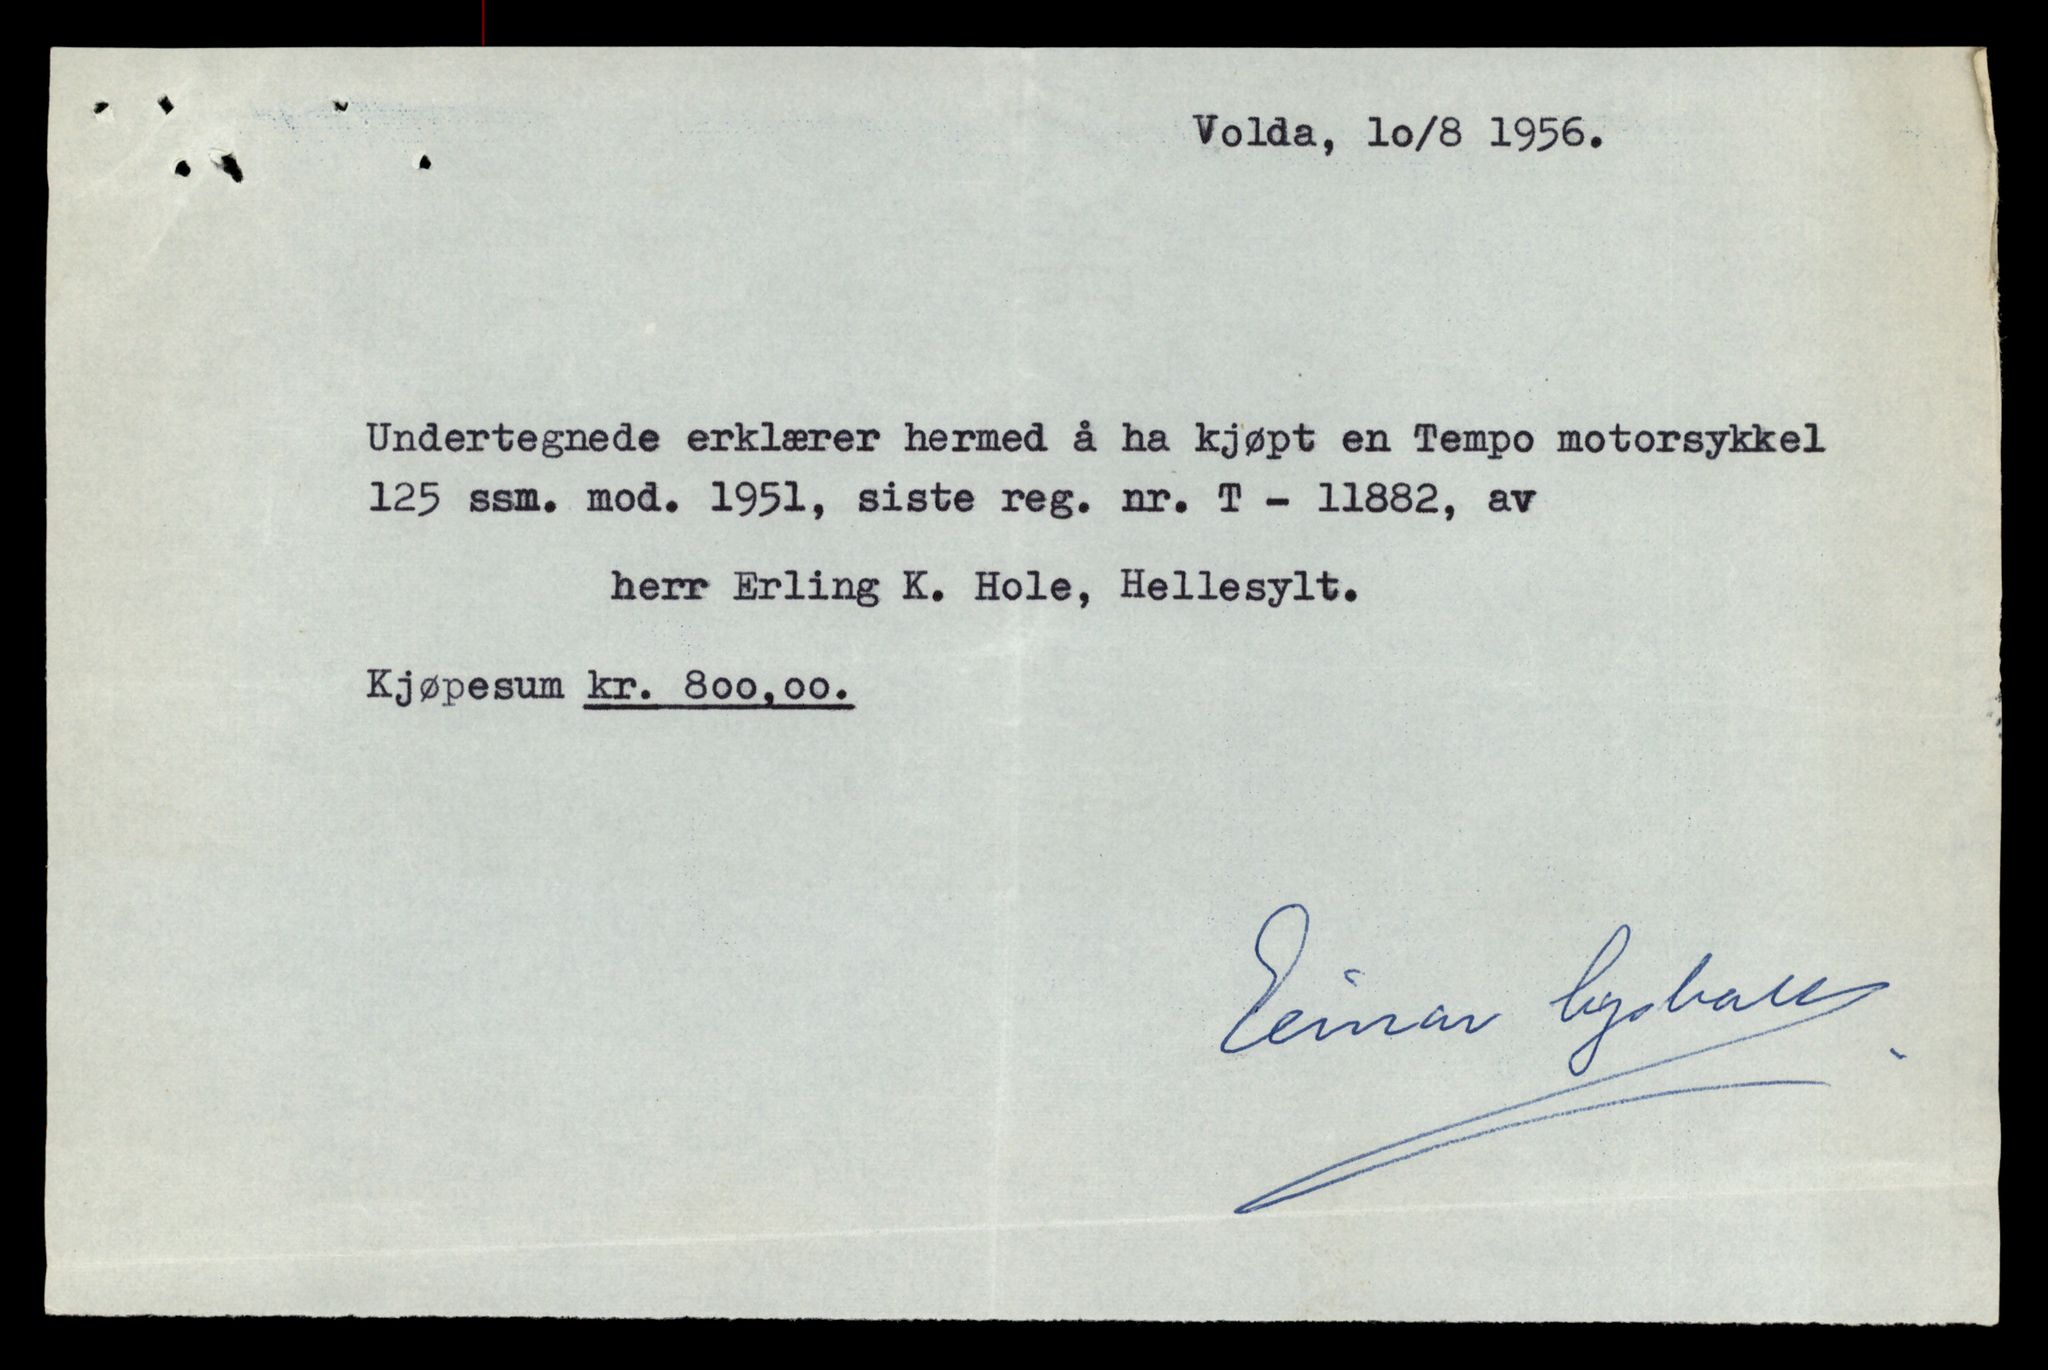 Volda, lo/8 1956.
Undertegnede erklærer hermed å ha kjøpt en Tempo motorsykkel
125 ssm. mod. 1951, siste reg. nr. T - 11882, av
herr Erling K. Hole, Hellesylt.
Kjøpesum kr. 8oo,oo.
Einar